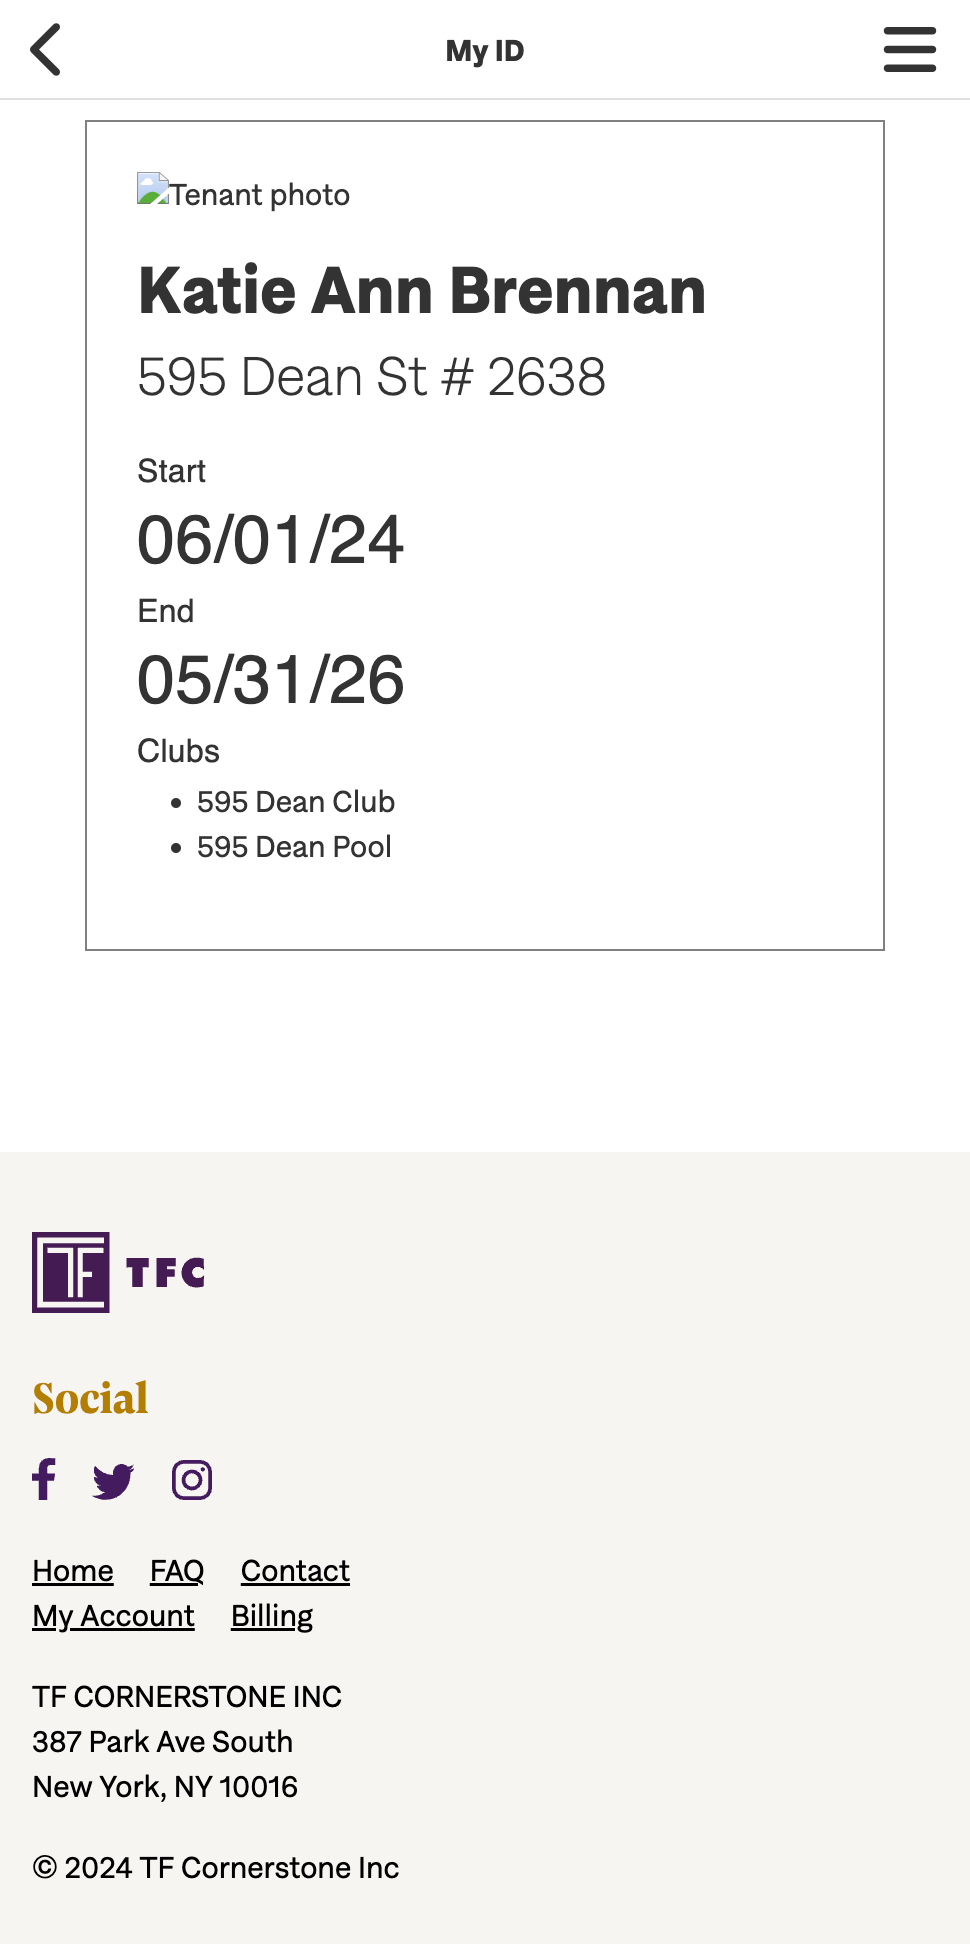 My ID
Tenant photo
Katie Ann Brennan
595 Dean St # 2638
Start
06/01/24
End
05/31/26
Clubs
• 595 Dean Club
• 595 Dean Pool
TF TFC
Social
Home FAQ Contact
My Account Billing
TF CORNERSTONE INC
387 Park Ave South
New York, NY 10016
© 2024 TF Cornerstone Inc